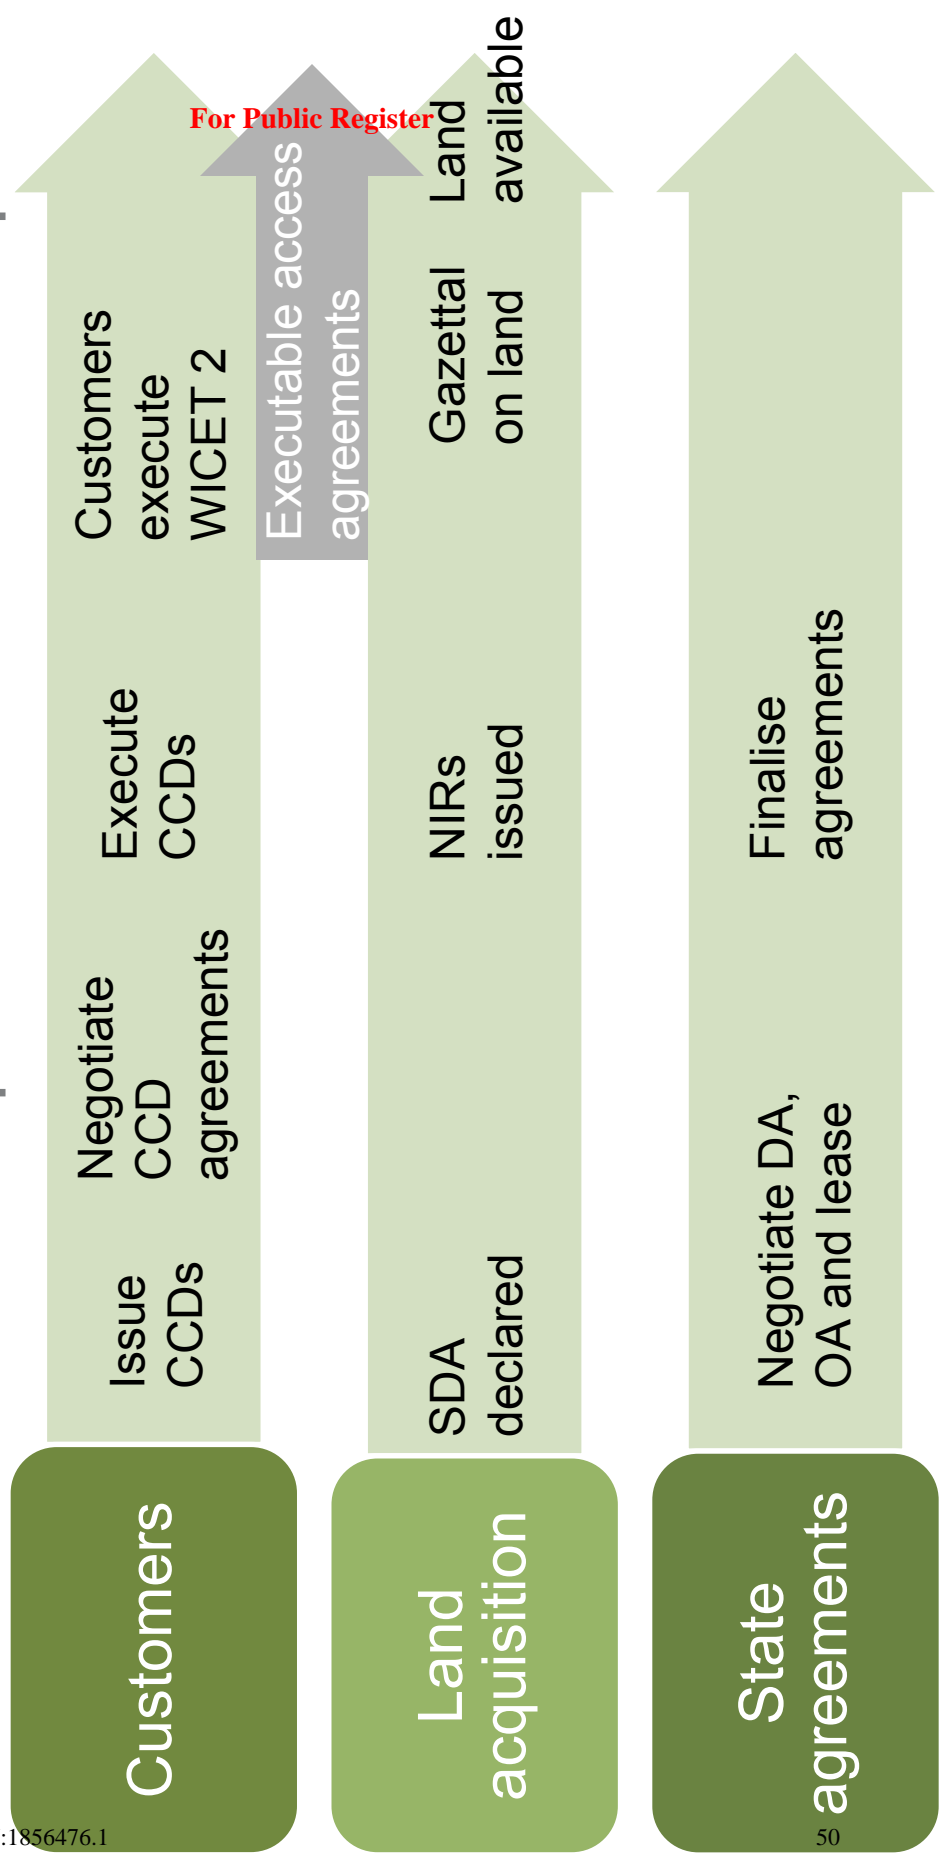 For Public Register
Customers
Issue
CCDs
Negotiate
CCD
agreements
Execute
CCDs
Customers
execute
WICET 2
Executable access
agreements
Land
acquisition
SDA
declared
NIRs
issued
Gazettal
on land
Land
available
State
agreements
Negotiate DA,
OA and lease
Finalise
agreements
:1856476.1
50